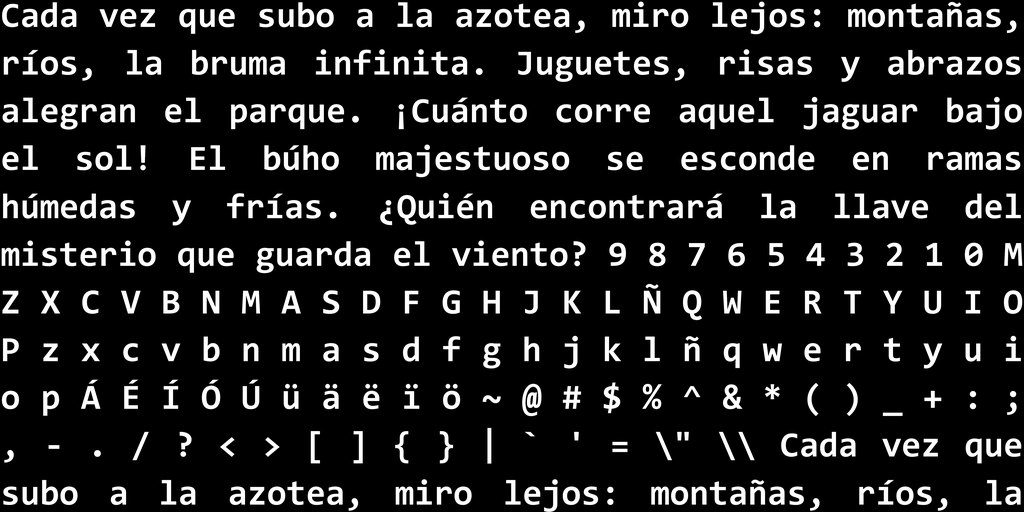 Cada vez que subo a la azotea, miro lejos: montañas,
ríos, la bruma infinita. Juguetes, risas y abrazos
alegran el parque. ¡Cuánto corre aquel jaguar bajo
el sol! El búho majestuoso se esconde en ramas
húmedas y frías. ¿Quién encontrará la llave del
misterio que guarda el viento? 9 8 7 6 5 4 3 2 1 0 M
Z X C V B N M A S D F G H J K L Ñ Q W E R T Y U I O
P z x c v b n m a s d f g h j k l ñ q w e r t y u i
o p Á É Í Ó Ú ü ä ë ï ö ~ @ # $ % ^ & * ( ) _ + : ;
, - . / ? < > [ ] { } | ` ' = \" \\ Cada vez que
subo a la azotea, miro lejos: montañas, ríos, la